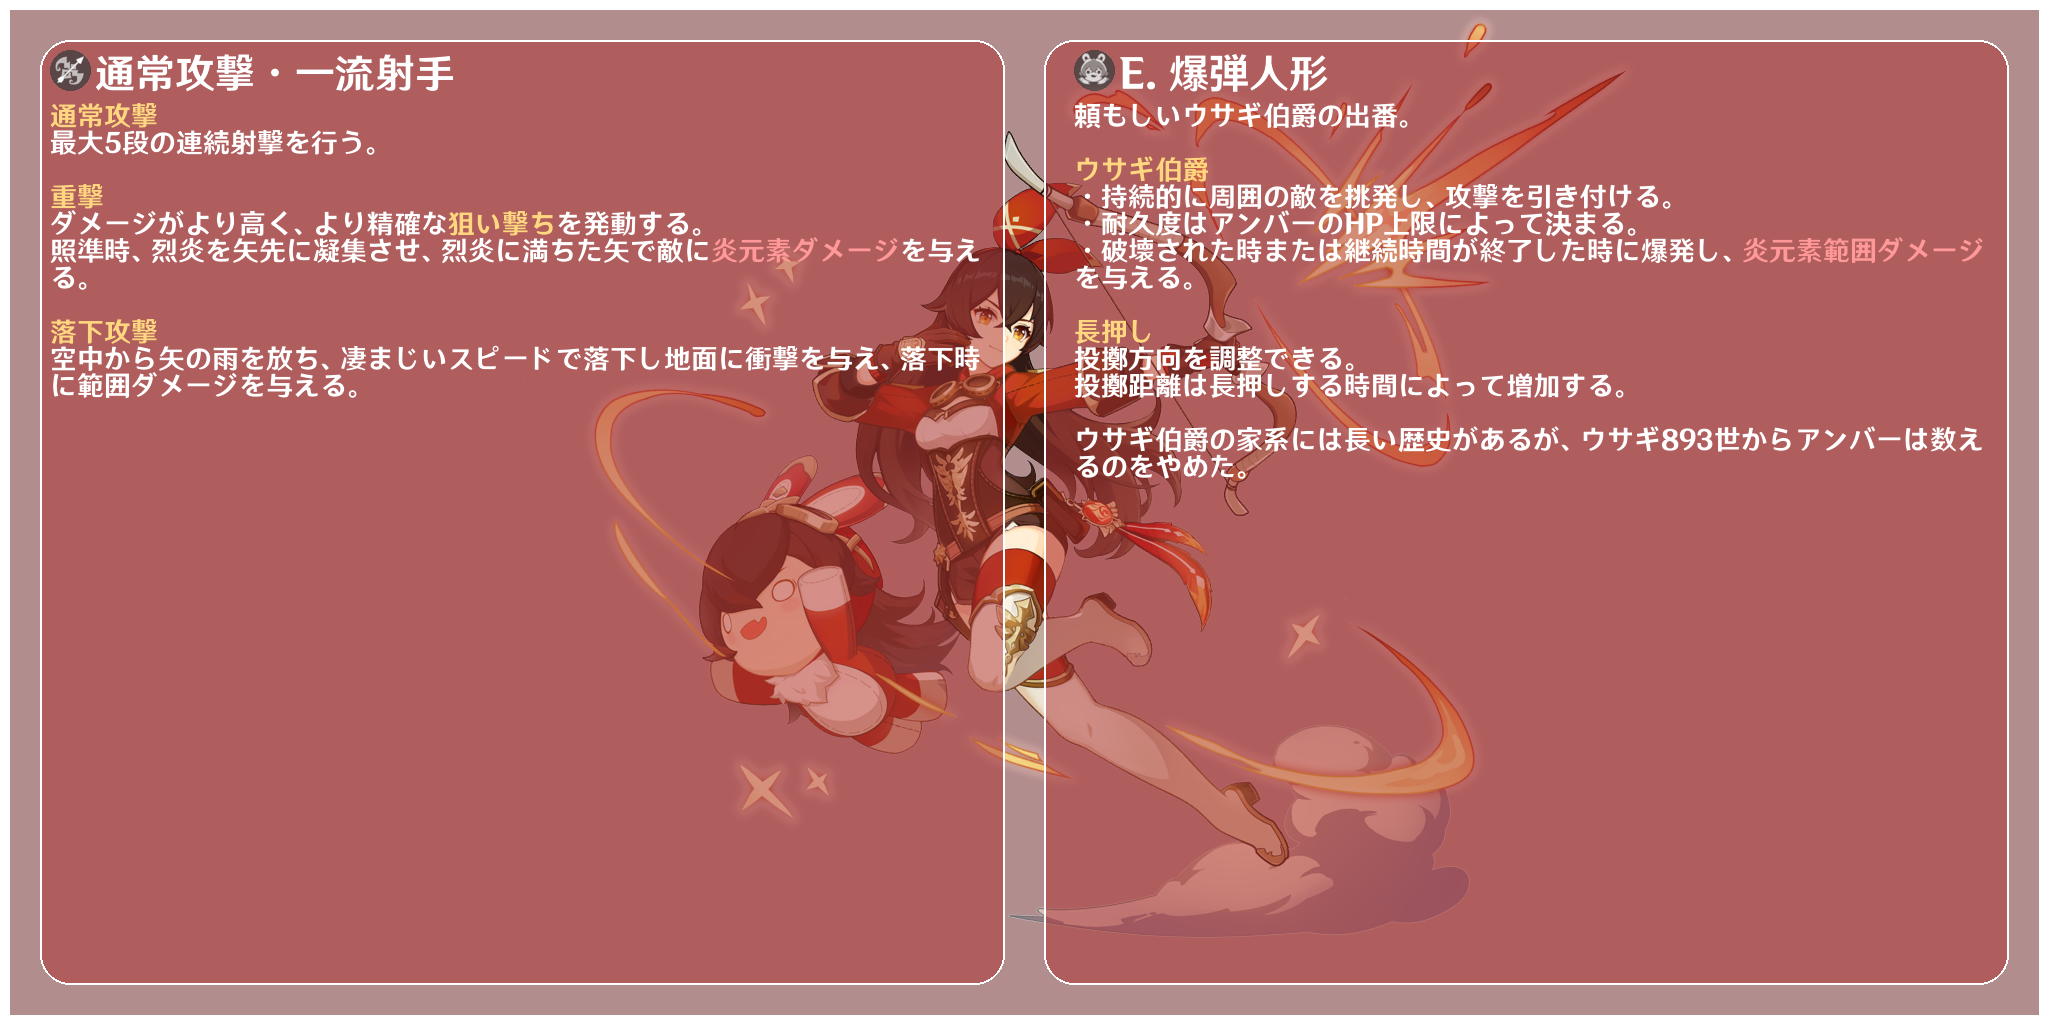 通常攻撃・一流射手
通常攻撃
最大5段の連続射撃を行う。
重撃
ダメージがより高く、より精確な狙い撃ちを発動する。
照準時、烈炎を矢先に凝集させ、烈炎に満ちた矢で敵に炎元素ダメージを与え
る。
落下攻撃
空中から矢の雨を放ち、凄まじいスピードで落下し地面に衝撃を与え、落下時
に範囲ダメージを与える。
E. 爆弾人形
頼もしいウサギ伯爵の出番。
ウサギ伯爵
・持続的に周囲の敵を挑発し、攻撃を引き付ける。
・耐久度はアンバーのHP上限によって決まる。
・破壊された時または継続時間が終了した時に爆発し、炎元素範囲ダメージ
を与える。
長押し
投擲方向を調整できる。
投擲距離は長押しする時間によって増加する。
ウサギ伯爵の家系には長い歴史があるが、ウサギ893世からアンバーは数え
るのをやめた。